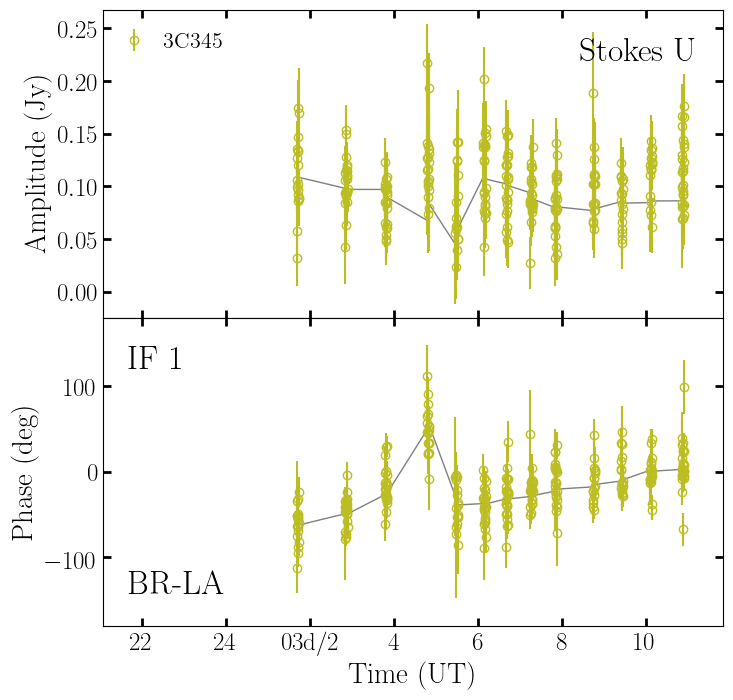 0.25
0.20
0.15
0.10
0.05
0.00
Amplitude (Jy)
3C345
Stokes U
100
0
−100
Phase (deg)
IF 1
BR-LA
22 24 03d/2 4 6 8 10
Time (UT)